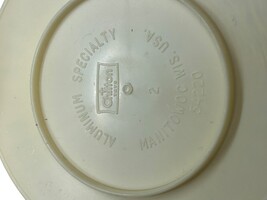 ALUMINUM SPECIALTY
MANITOWOC WIS. USA.
Chilton
2